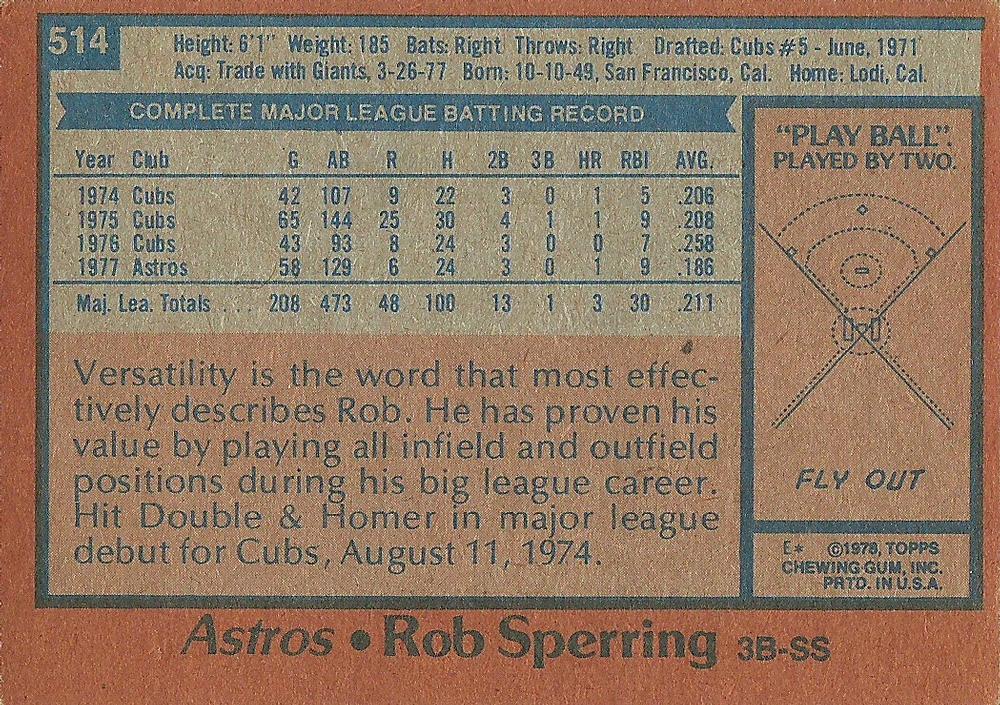 514
Height: 6'1" Weight: 185 Bats: Right Throws: Right Drafted: Cubs #5 - June, 1971
Acq: Trade with Giants, 3-26-77 Born: 10-10-49, San Francisco, Cal. Home: Lodi, Cal.
COMPLETE MAJOR LEAGUE BATTING RECORD
Year Club G AB R H 2B 3B HR RBI AVG.
1974 Cubs 42 107 9 22 3 0 1 5 .206
1975 Cubs 65 144 25 30 4 1 1 9 .208
1976 Cubs 43 93 8 24 3 0 0 7 .258
1977 Astros 58 129 6 24 3 0 1 9 .186
Maj. Lea. Totals . . . 208 473 48 100 13 1 3 30 .211
Versatility is the word that most effec-
tively describes Rob. He has proven his
value by playing all infield and outfield
positions during his big league career.
Hit Double & Homer in major league
debut for Cubs, August 11, 1974.
"PLAY BALL".
PLAYED BY TWO.
FLY OUT
E* ©1978, TOPPS
CHEWING GUM, INC.
PRTD. IN U.S.A.
Astros • Rob Sperring 3B-SS